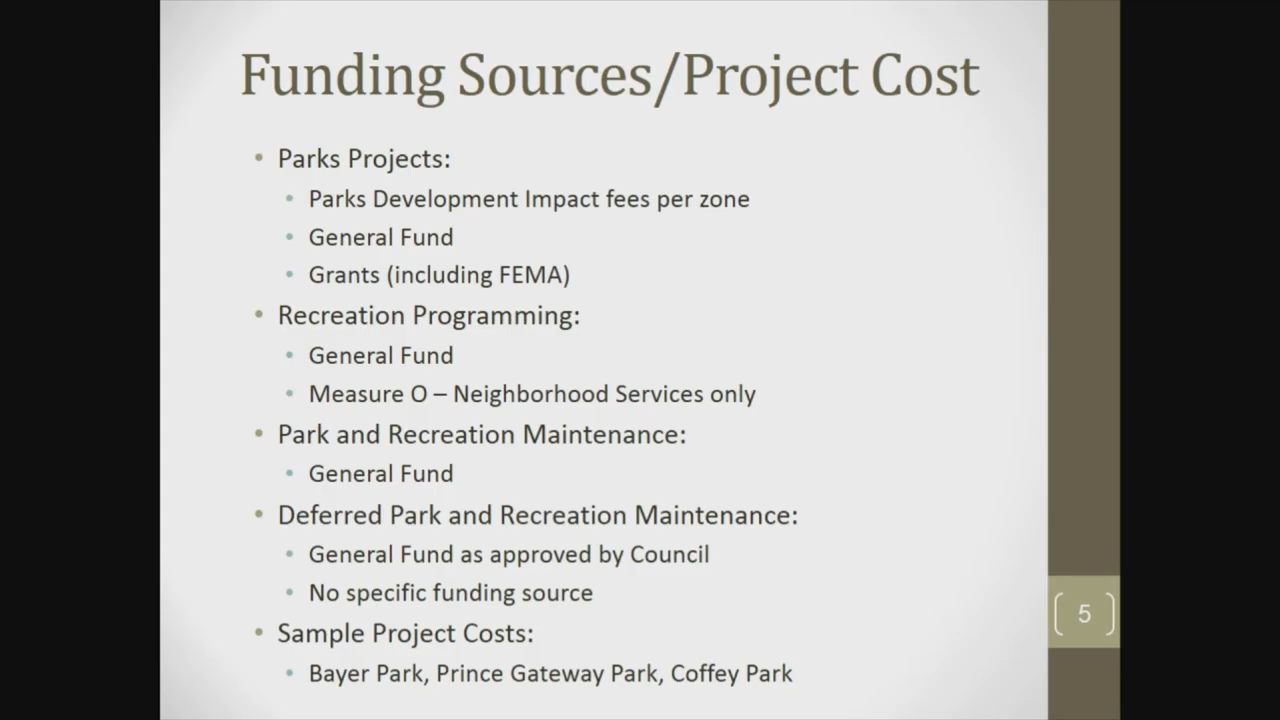 Funding Sources/Project Cost
• Parks Projects:
• Parks Development Impact fees per zone
• General Fund
• Grants (including FEMA)
• Recreation Programming:
• General Fund
• Measure O – Neighborhood Services only
• Park and Recreation Maintenance:
• General Fund
• Deferred Park and Recreation Maintenance:
• General Fund as approved by Council
• No specific funding source
• Sample Project Costs:
• Bayer Park, Prince Gateway Park, Coffey Park
5